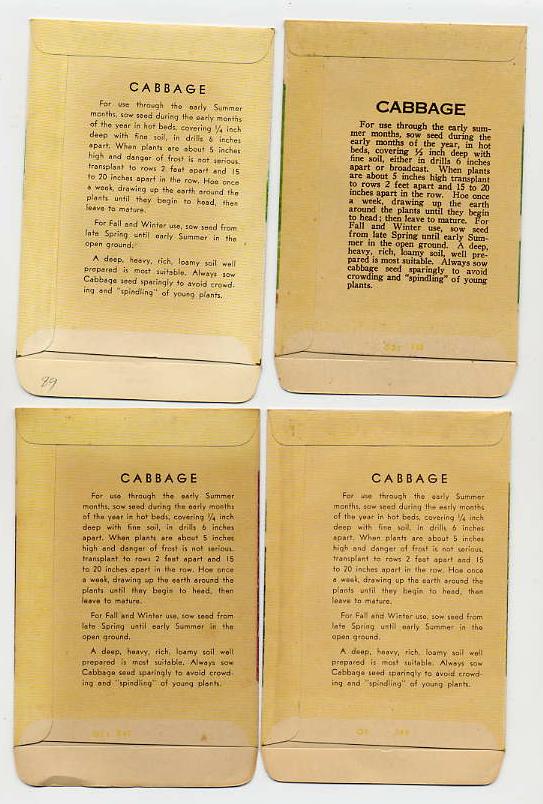 CABBAGE
For use through the early Summer
months, sow seed during the early months
of the year in hot beds, covering ¼ inch
deep with fine soil, in drills 6 inches
apart. When plants are about 5 inches
high and danger of frost is not serious,
transplant to rows 2 feet apart and 15
to 20 inches apart in the row. Hoe once
a week, drawing up the earth around the
plants until they begin to head, then
leave to mature.
For Fall and Winter use, sow seed from
late Spring until early Summer in the
open ground.
A deep, heavy, rich, loamy soil well
prepared is most suitable. Always sow
Cabbage seed sparingly to avoid crowd-
ing and "spindling" of young plants.
89
CABBAGE
For use through the early sum-
mer months, sow seed during the
early months of the year, in hot
beds, covering ½ inch deep with
fine soil, either in drills 6 inches
apart or broadcast. When plants
are about 5 inches high transplant
to rows 2 feet apart and 15 to 20
inches apart in the row. Hoe once
a week, drawing up the earth
around the plants until they begin
to head; then leave to mature. For
Fall and Winter use, sow seed
from late Spring until early Sum-
mer in the open ground. A deep,
heavy, rich, loamy soil, well pre-
pared is most suitable. Always sow
cabbage seed sparingly to avoid
crowding and "spindling" of young
plants.
CABBAGE
For use through the early Summer
months, sow seed during the early months
of the year in hot beds, covering ¼ inch
deep with fine soil, in drills 6 inches
apart. When plants are about 5 inches
high and danger of frost is not serious,
transplant to rows 2 feet apart and 15
to 20 inches apart in the row. Hoe once
a week, drawing up the earth around the
plants until they begin to head, then
leave to mature.
For Fall and Winter use, sow seed from
late Spring until early Summer in the
open ground.
A deep, heavy, rich, loamy soil well
prepared is most suitable. Always sow
Cabbage seed sparingly to avoid crowd-
ing and "spindling" of young plants.
CABBAGE
For use through the early Summer
months, sow seed during the early months
of the year in hot beds, covering ¼ inch
deep with fine soil, in drills 6 inches
apart. When plants are about 5 inches
high and danger of frost is not serious,
transplant to rows 2 feet apart and 15
to 20 inches apart in the row. Hoe once
a week, drawing up the earth around the
plants until they begin to head, then
leave to mature.
For Fall and Winter use, sow seed from
late Spring until early Summer in the
open ground.
A deep, heavy, rich, loamy soil well
prepared is most suitable. Always sow
Cabbage seed sparingly to avoid crowd-
ing and "spindling" of young plants.